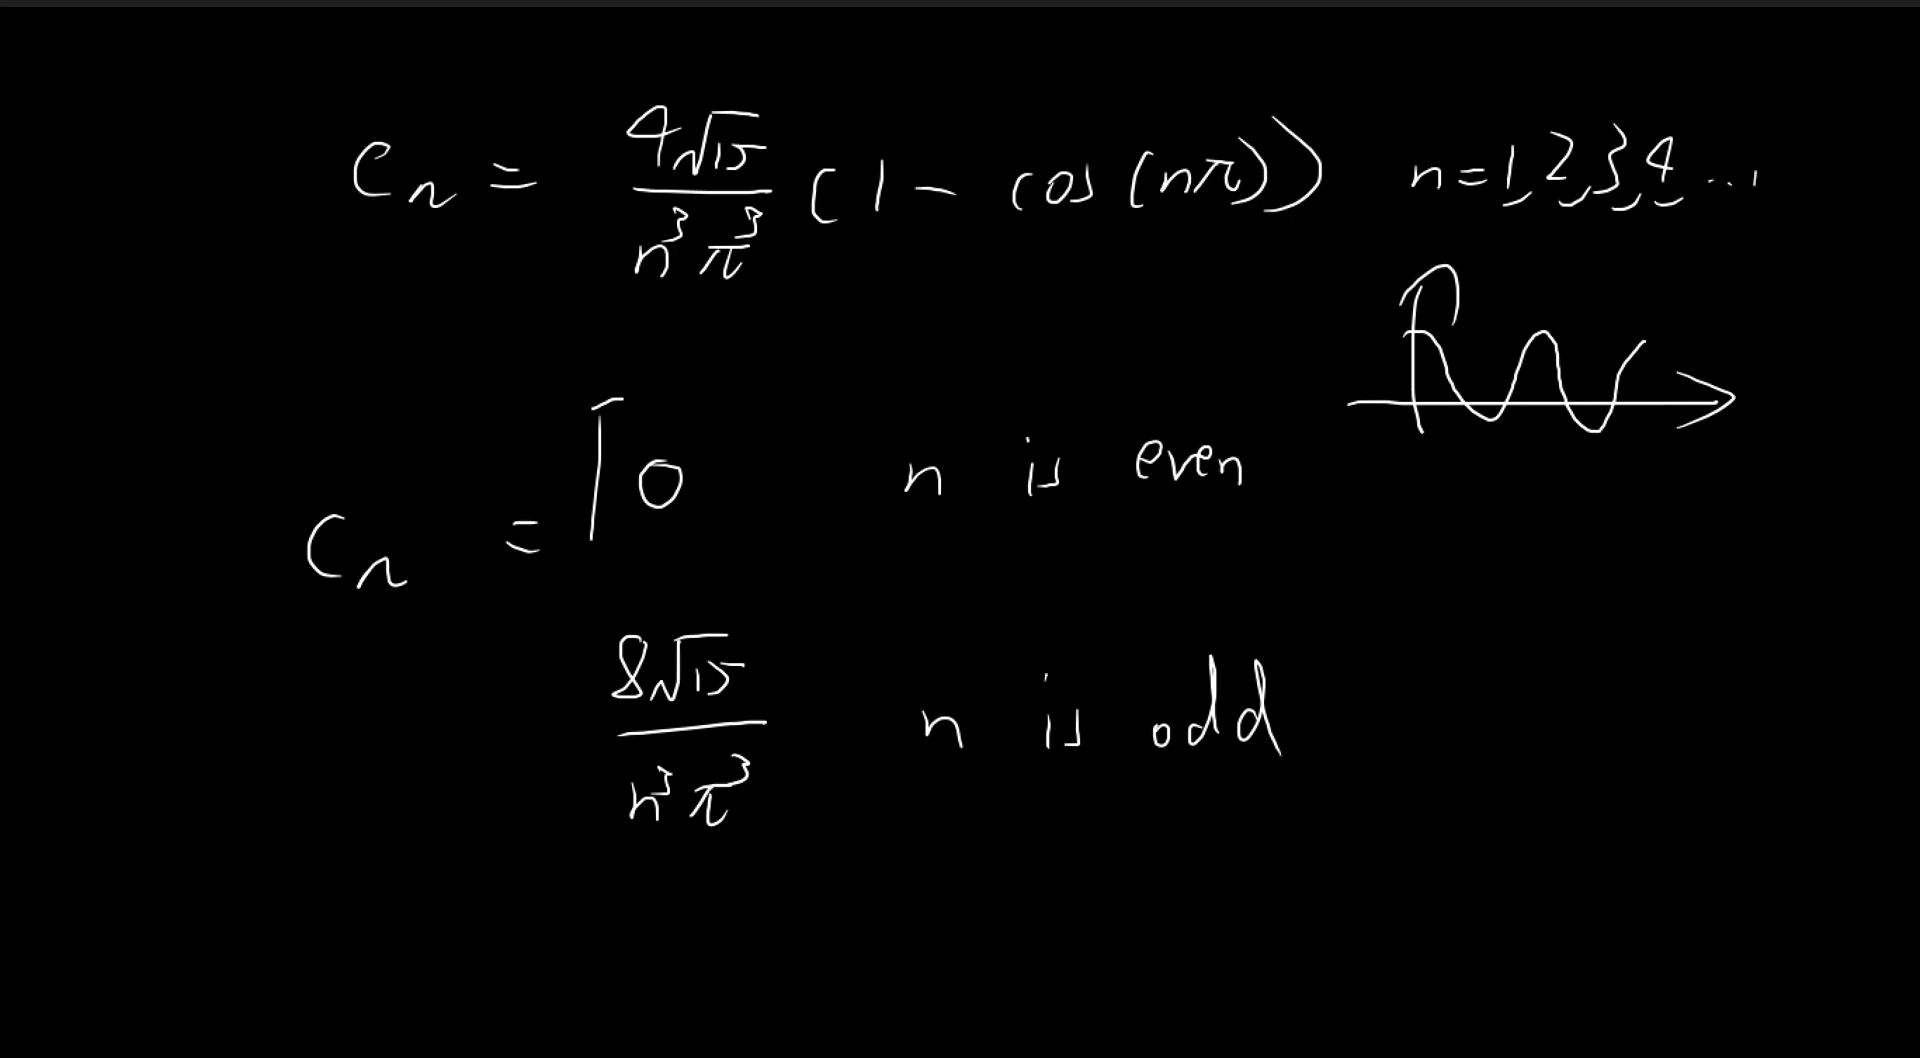 Cₙ = 4√15 / n³π³ (1 - cos(nπ)) n=1,2,3,4...
Cₙ = { 0 n is even
8√15 / n³π³ n is odd